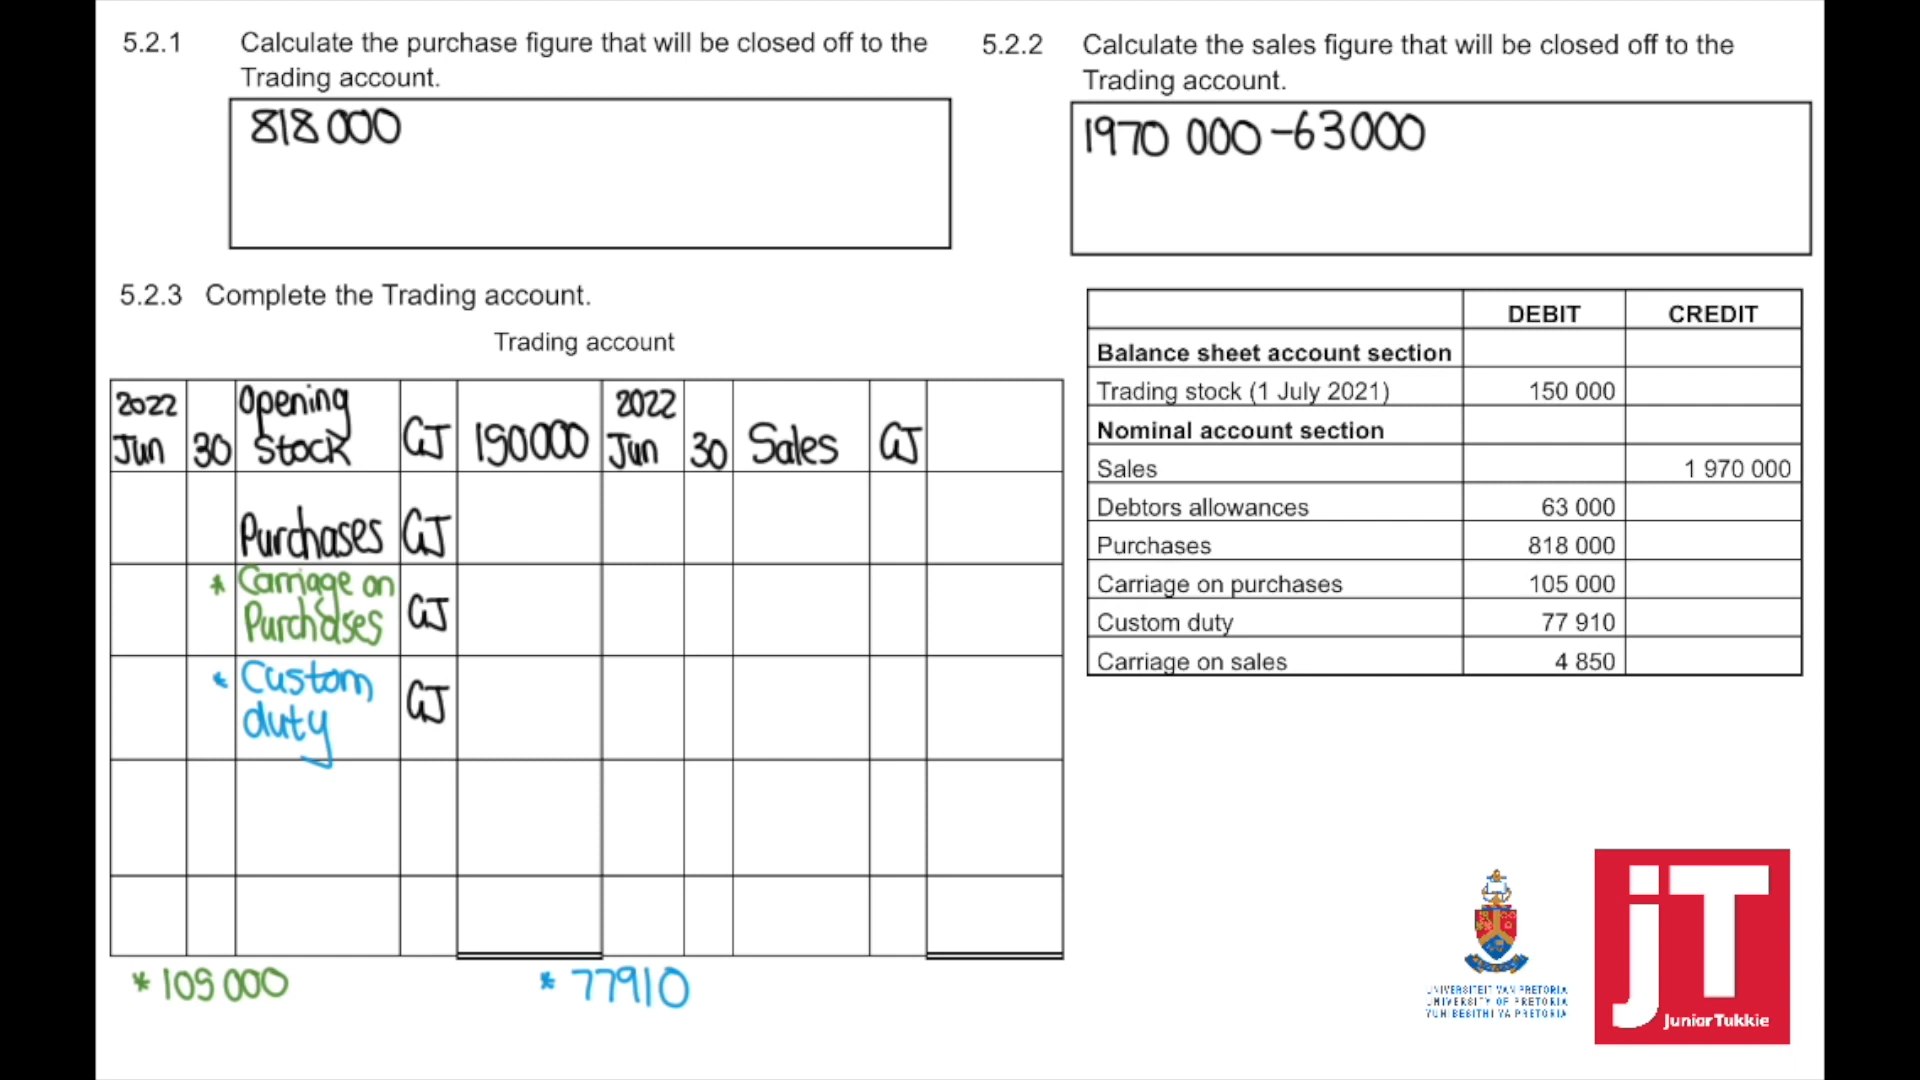 5.2.1 Calculate the purchase figure that will be closed off to the
Trading account.
818 000
5.2.2 Calculate the sales figure that will be closed off to the
Trading account.
1970 000 - 63000
5.2.3 Complete the Trading account.
Trading account
2022 Jun 30 Opening Stock GJ 150000 2022 Jun 30 Sales GJ
Purchases GJ
* Carriage on Purchases GJ
* Custom duty GJ
* 105 000
* 77910
DEBIT CREDIT
Balance sheet account section
Trading stock (1 July 2021) 150 000
Nominal account section
Sales 1 970 000
Debtors allowances 63 000
Purchases 818 000
Carriage on purchases 105 000
Custom duty 77 910
Carriage on sales 4 850
UNIVERSITEIT VAN PRETORIA
UNIVERSITY OF PRETORIA
YUNIBESITHI YA PRETORIA
jT
JuniorTukkie